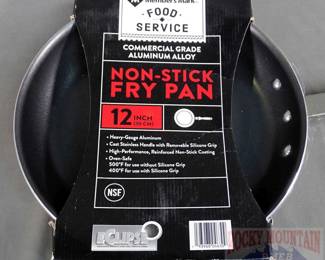 Member's Mark
FOOD +
SERVICE
COMMERCIAL GRADE
ALUMINUM ALLOY
NON-STICK
FRY PAN
12 INCH
(30 CM)
• Heavy-Gauge Aluminum
• Cast Stainless Handle with Removable Silicone Grip
• High-Performance, Reinforced Non-Stick Coating
• Oven-Safe
500°F for use without Silicone Grip
400°F for use with Silicone Grip
NSF
ECLIPSE
ROCKY MOUNTAIN